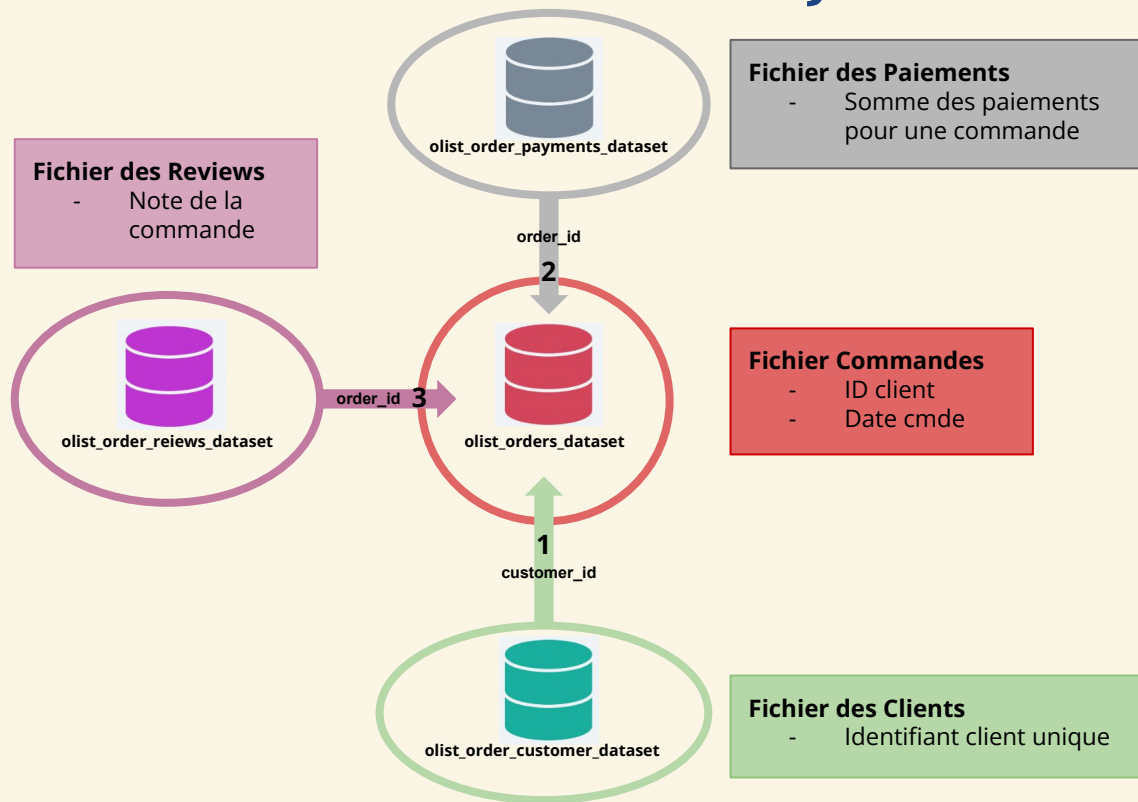 olist_order_payments_dataset
Fichier des Paiements
- Somme des paiements
pour une commande
Fichier des Reviews
- Note de la
commande
order_id
2
olist_order_reiews_dataset
order_id 3
olist_orders_dataset
Fichier Commandes
- ID client
- Date cmde
1
customer_id
olist_order_customer_dataset
Fichier des Clients
- Identifiant client unique